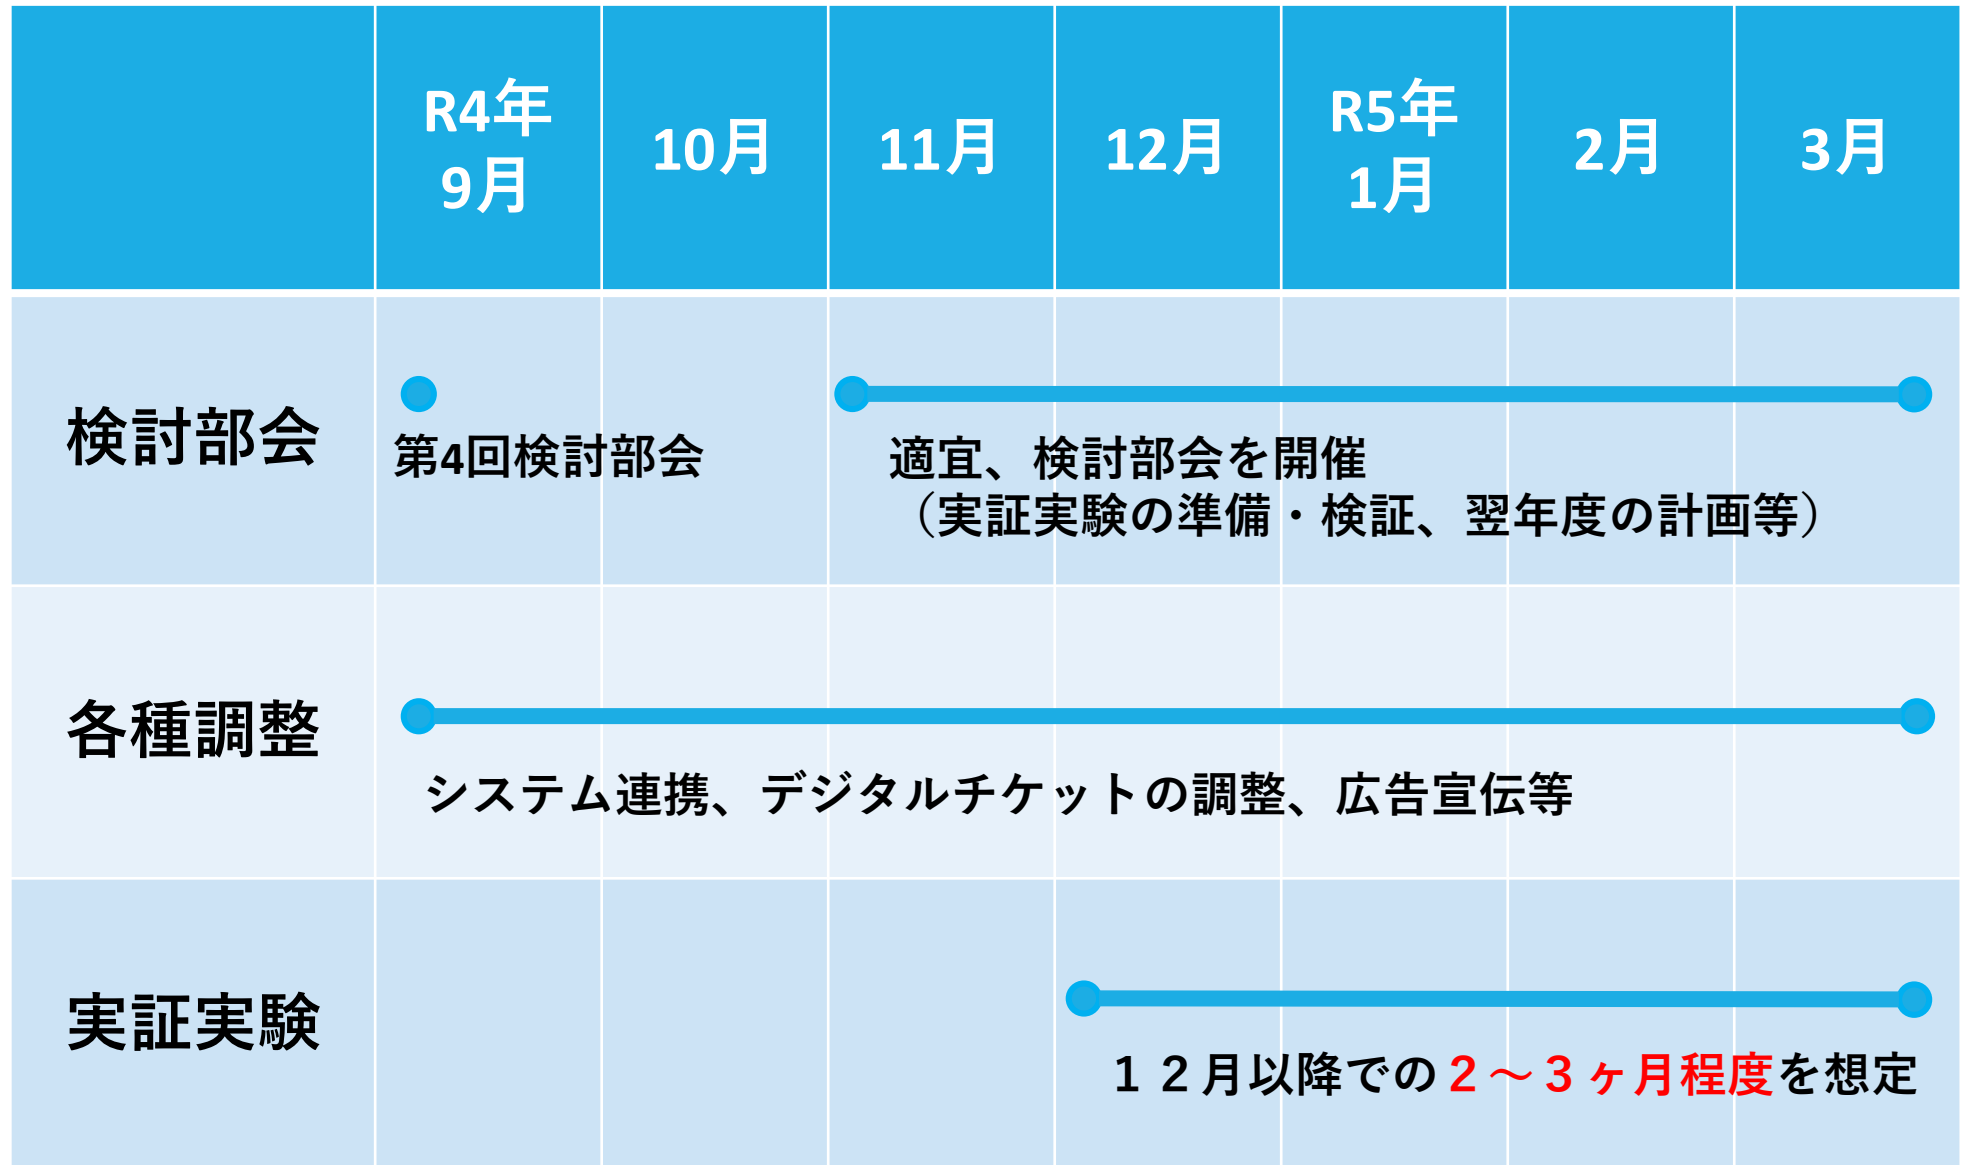 R4年
9月
10月
11月
12月
R5年
1月
2月
3月
検討部会
第4回検討部会
適宜、検討部会を開催
（実証実験の準備・検証、翌年度の計画等）
各種調整
システム連携、デジタルチケットの調整、広告宣伝等
実証実験
１２月以降での２～３ヶ月程度を想定